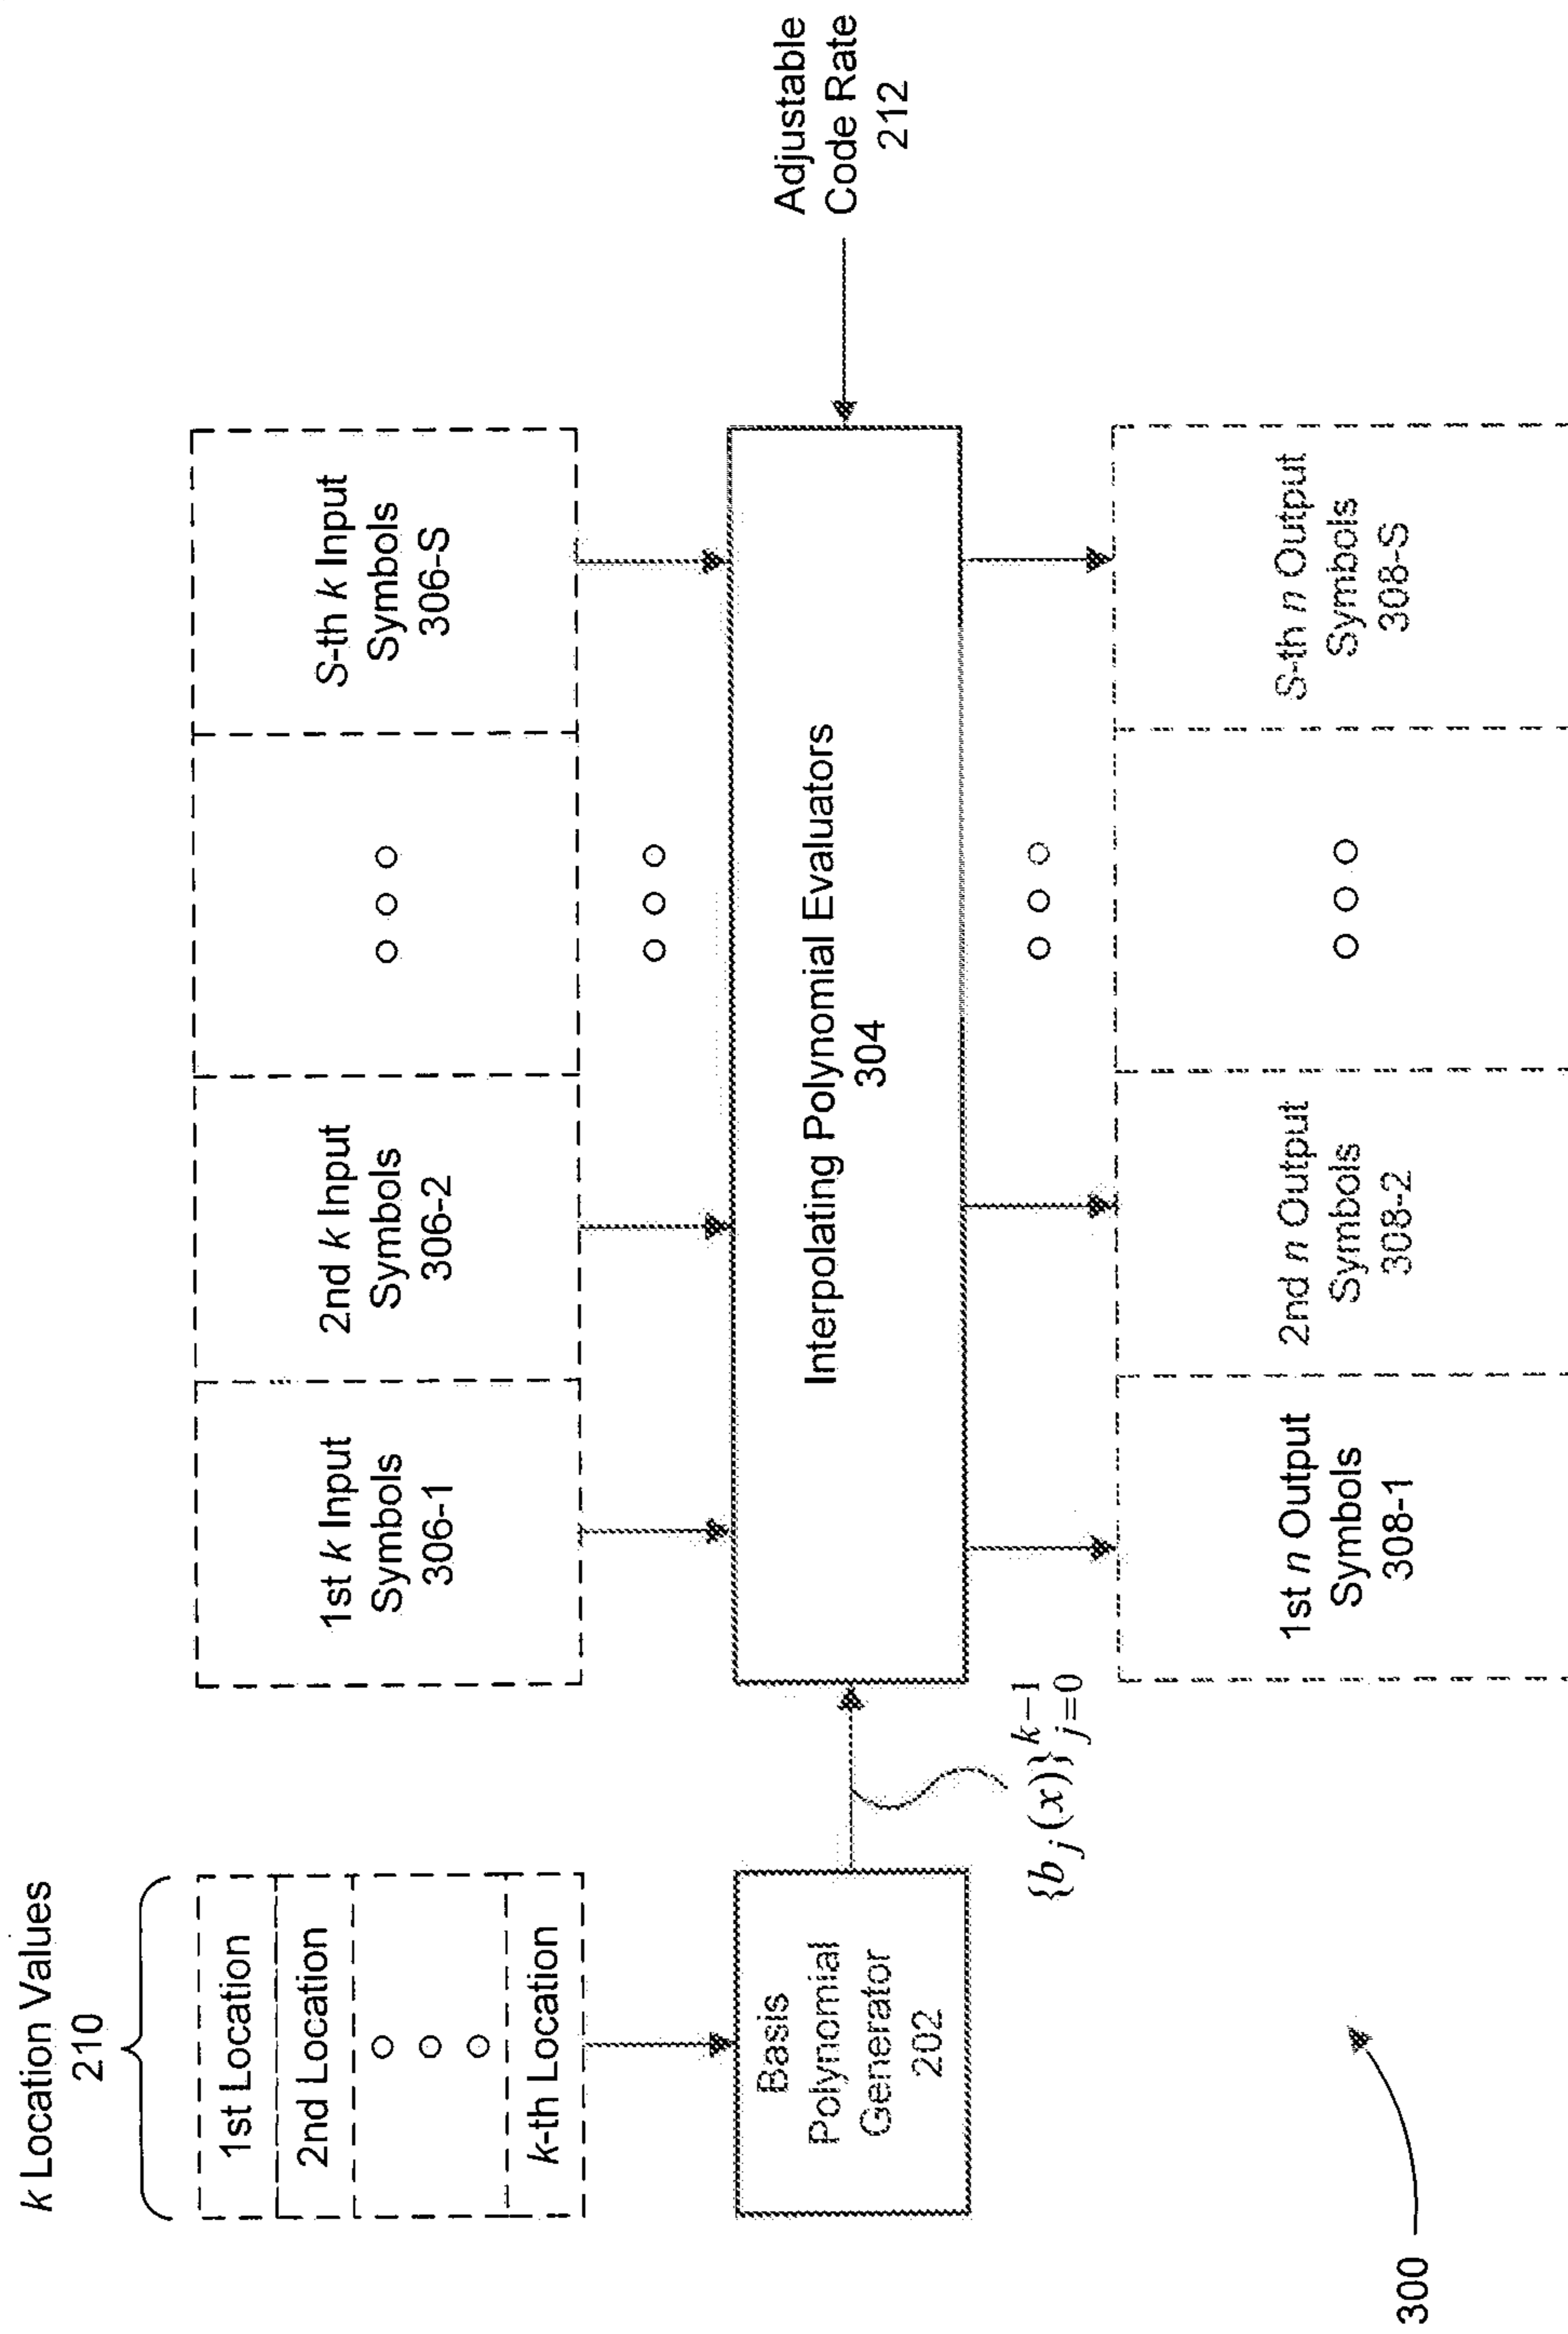 k Location Values
210
1st Location
2nd Location
k-th Location
1st k Input
Symbols
306-1
2nd k Input
Symbols
306-2
S-th k Input
Symbols
306-S
Basis
Polynomial
Generator
202
{b_j(x)}_{j=0}^{k-1}
Interpolating Polynomial Evaluators
304
Adjustable
Code Rate
212
1st n Output
Symbols
308-1
2nd n Output
Symbols
308-2
S-th n Output
Symbols
308-S
300